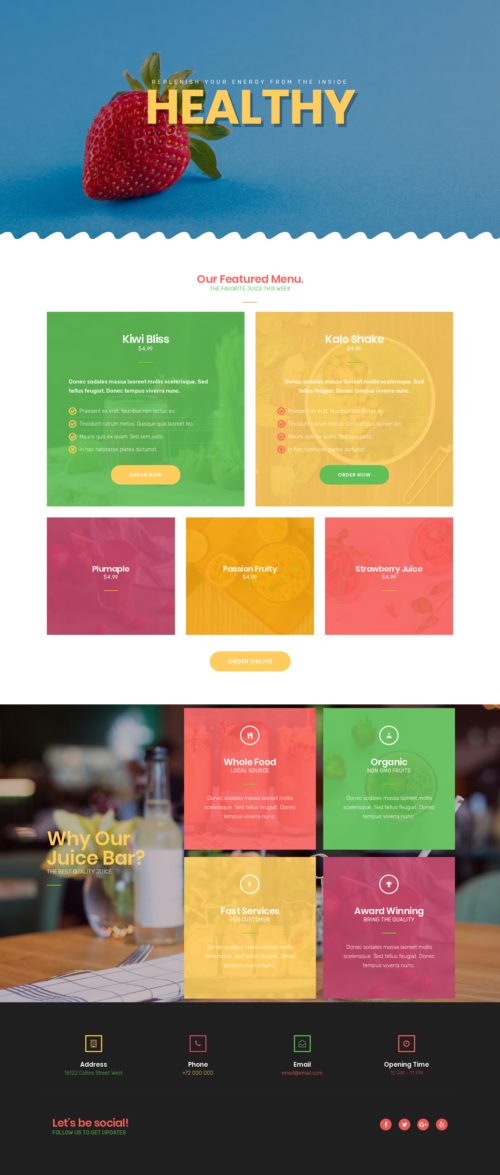 REPLENISH YOUR ENERGY FROM THE INSIDE
HEALTHY
Our Featured Menu.
THE FAVORITE JUICE THIS WEEK
Kiwi Bliss
$4.99
Donec sodales massa laoreet mollis scelerisque. Sed
tellus feugiat. Donec tempus viverra nunc.
Praesent ex erat, faucibus non lectus eu.
Tincidunt rutrum metus. Quisque quis laoreet leo.
Mauris quis ex quam. Sed sem justo.
In hac habitasse platea dictumst.
ORDER NOW
Kale Shake
$4.99
Donec sodales massa laoreet mollis scelerisque. Sed
tellus feugiat. Donec tempus viverra nunc.
Praesent ex erat, faucibus non lectus eu.
Tincidunt rutrum metus. Quisque quis laoreet leo.
Mauris quis ex quam. Sed sem justo.
In hac habitasse platea dictumst.
ORDER NOW
Plumaple
$4.99
Passion Fruity
$4.99
Strawberry Juice
$4.99
ORDER ONLINE
Why Our
Juice Bar?
THE BEST QUALITY JUICE
Whole Food
LOCAL SOURCE
Donec sodales massa laoreet mollis
scelerisque. Sed tellus feugiat. Donec
tempus viverra nunc.
Organic
NON GMO FRUITS
Donec sodales massa laoreet mollis
scelerisque. Sed tellus feugiat. Donec
tempus viverra nunc.
Fast Services
FOR CUSTOMER
Donec sodales massa laoreet mollis
scelerisque. Sed tellus feugiat. Donec
tempus viverra nunc.
Award Winning
BRING THE QUALITY
Donec sodales massa laoreet mollis
scelerisque. Sed tellus feugiat. Donec
tempus viverra nunc.
Address
16122 Collins Street West
Phone
+72 000 000
Email
email@email.com
Opening Time
10 AM - 11 PM
Let's be social!
FOLLOW US TO GET UPDATES